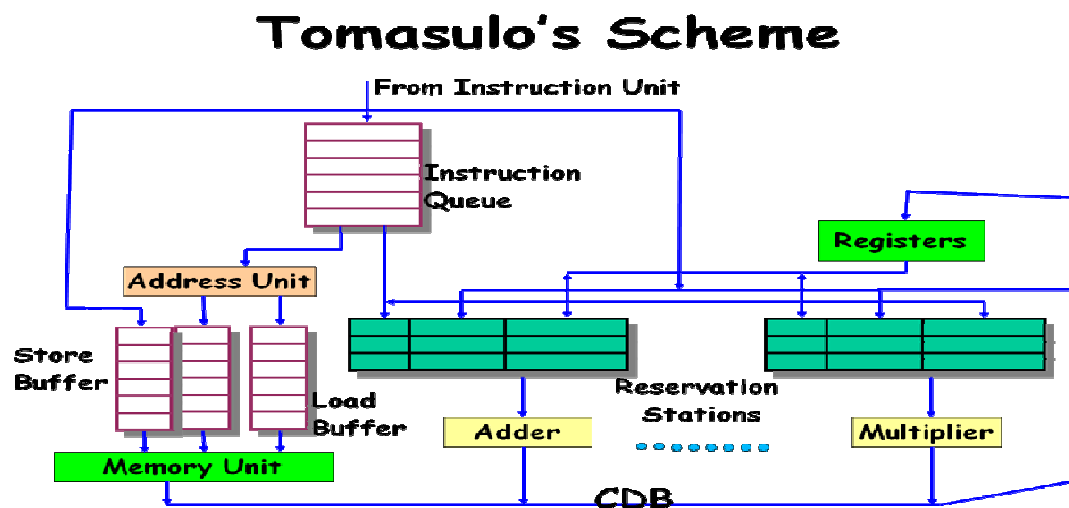 Tomasulo's Scheme
From Instruction Unit
Instruction
Queue
Registers
Address Unit
Store
Buffer
Load
Buffer
Reservation
Stations
Adder
Multiplier
Memory Unit
CDB